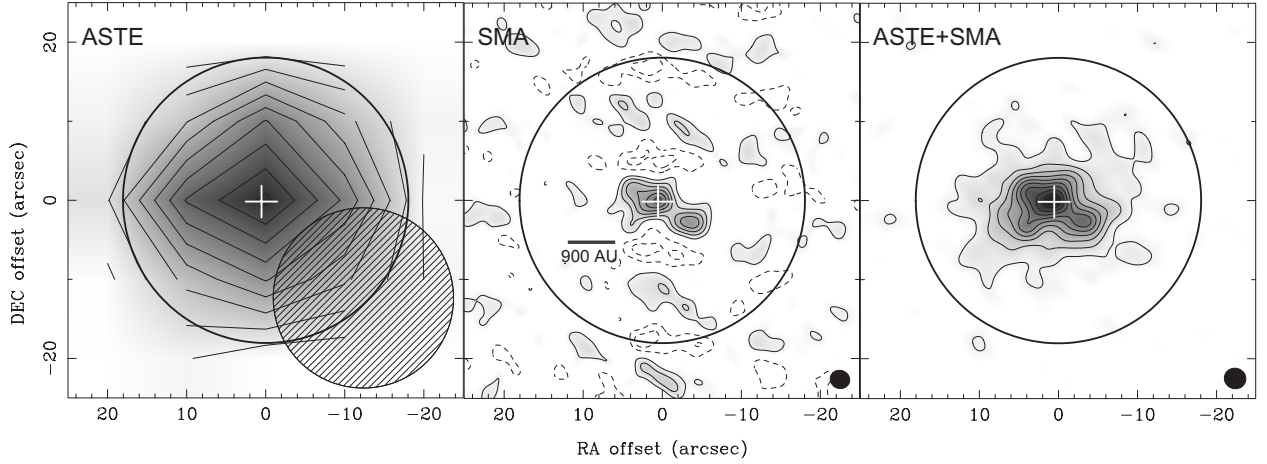 ASTE
SMA
ASTE+SMA
20
0
−20
DEC offset (arcsec)
900 AU
20 10 0 −10 −20
20 10 0 −10 −20
20 10 0 −10 −20
RA offset (arcsec)